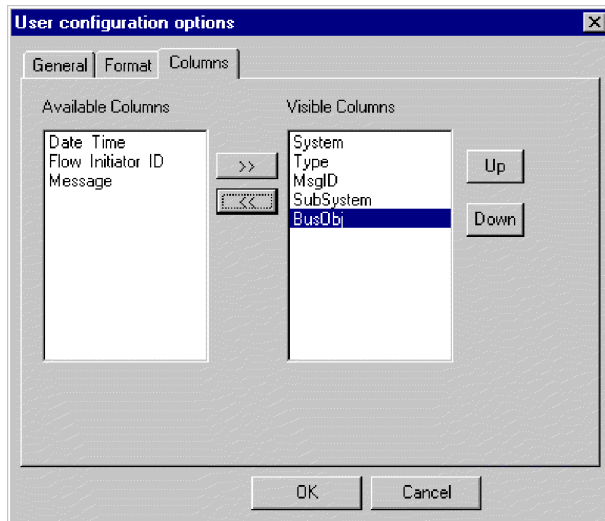 User configuration options
General Format Columns
Available Columns Visible Columns
Date Time
Flow Initiator ID
Message
>>
<<
System
Type
MsgID
SubSystem
BusObj
Up
Down
OK Cancel